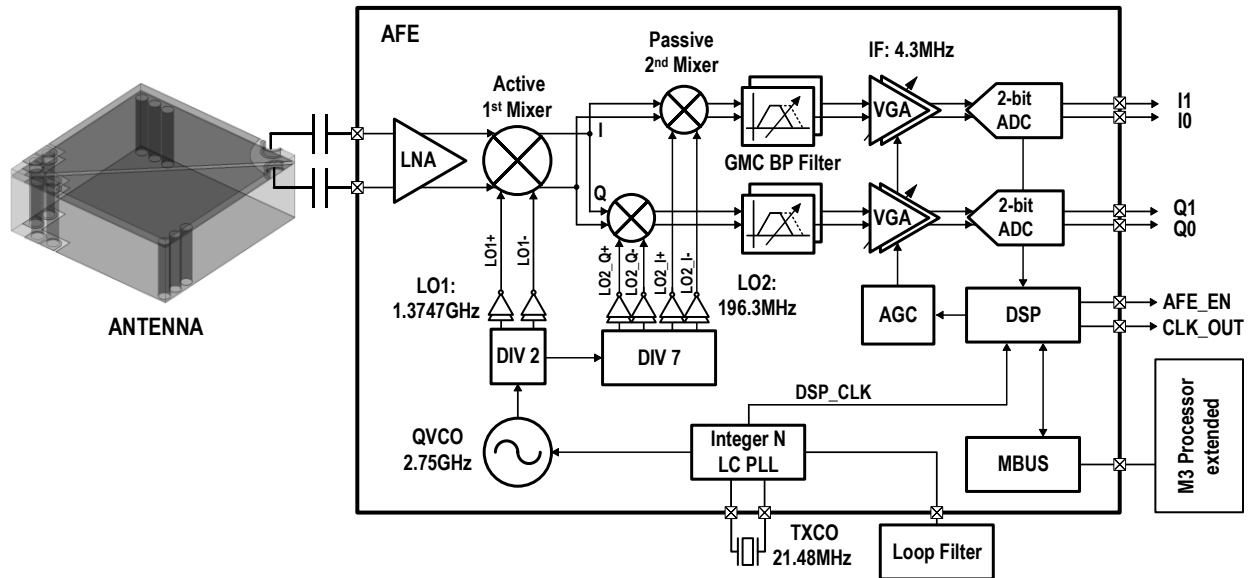 AFE
Passive
2nd Mixer
IF: 4.3MHz
Active
1st Mixer
I
VGA
2-bit
ADC
I1
I0
LNA
GMC BP Filter
Q
VGA
2-bit
ADC
Q1
Q0
LO1+
LO1-
LO2_Q+
LO2_Q-
LO2_I+
LO2_I-
LO1:
1.3747GHz
LO2:
196.3MHz
ANTENNA
AGC
DSP
AFE_EN
CLK_OUT
DIV 2
DIV 7
DSP_CLK
QVCO
2.75GHz
Integer N
LC PLL
MBUS
M3 Processor
extended
TXCO
21.48MHz
Loop Filter